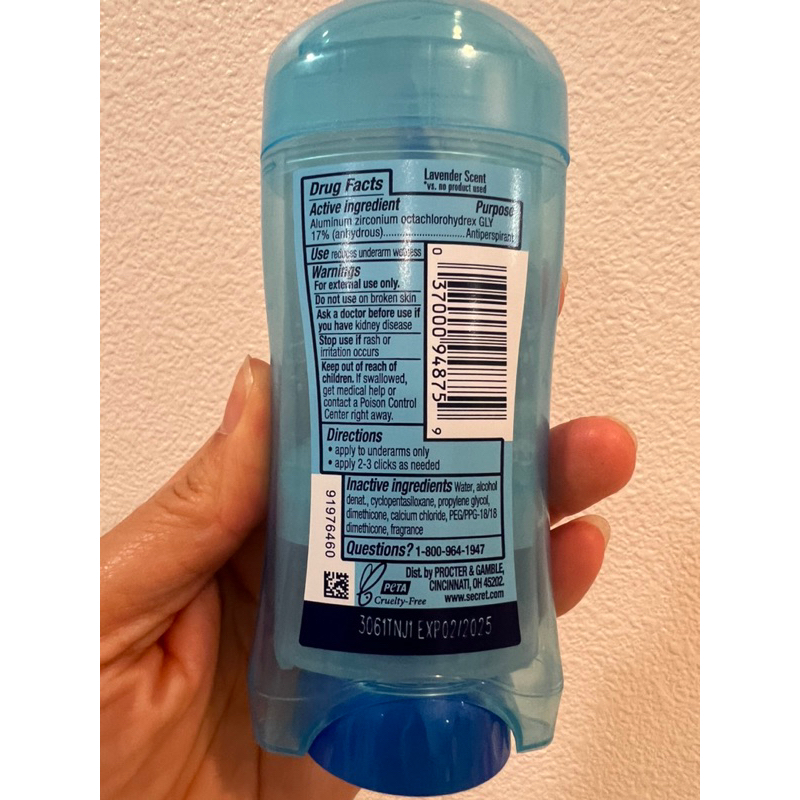 Lavender Scent
*vs. no product used
Drug Facts
Active ingredient Purpose
Aluminum zirconium octachlorohydrex GLY
17% (anhydrous)..........................Antiperspirant
Use reduces underarm wetness
Warnings
For external use only.
Do not use on broken skin
Ask a doctor before use if
you have kidney disease
Stop use if rash or
irritation occurs
Keep out of reach of
children. If swallowed,
get medical help or
contact a Poison Control
Center right away.
0 37000 94875 9
Directions
• apply to underarms only
• apply 2-3 clicks as needed
Inactive ingredients Water, alcohol
denat., cyclopentasiloxane, propylene glycol,
dimethicone, calcium chloride, PEG/PPG-18/18
dimethicone, fragrance
91976460
Questions? 1-800-964-1947
PeTA
Cruelty-Free
Dist. by PROCTER & GAMBLE,
CINCINNATI, OH 45202.
www.secret.com
3061TNJ1 EXP02/2025